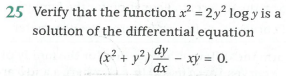 25 Verify that the function x² = 2y² log y is a
solution of the differential equation
(x² + y²) dy/dx − xy = 0.